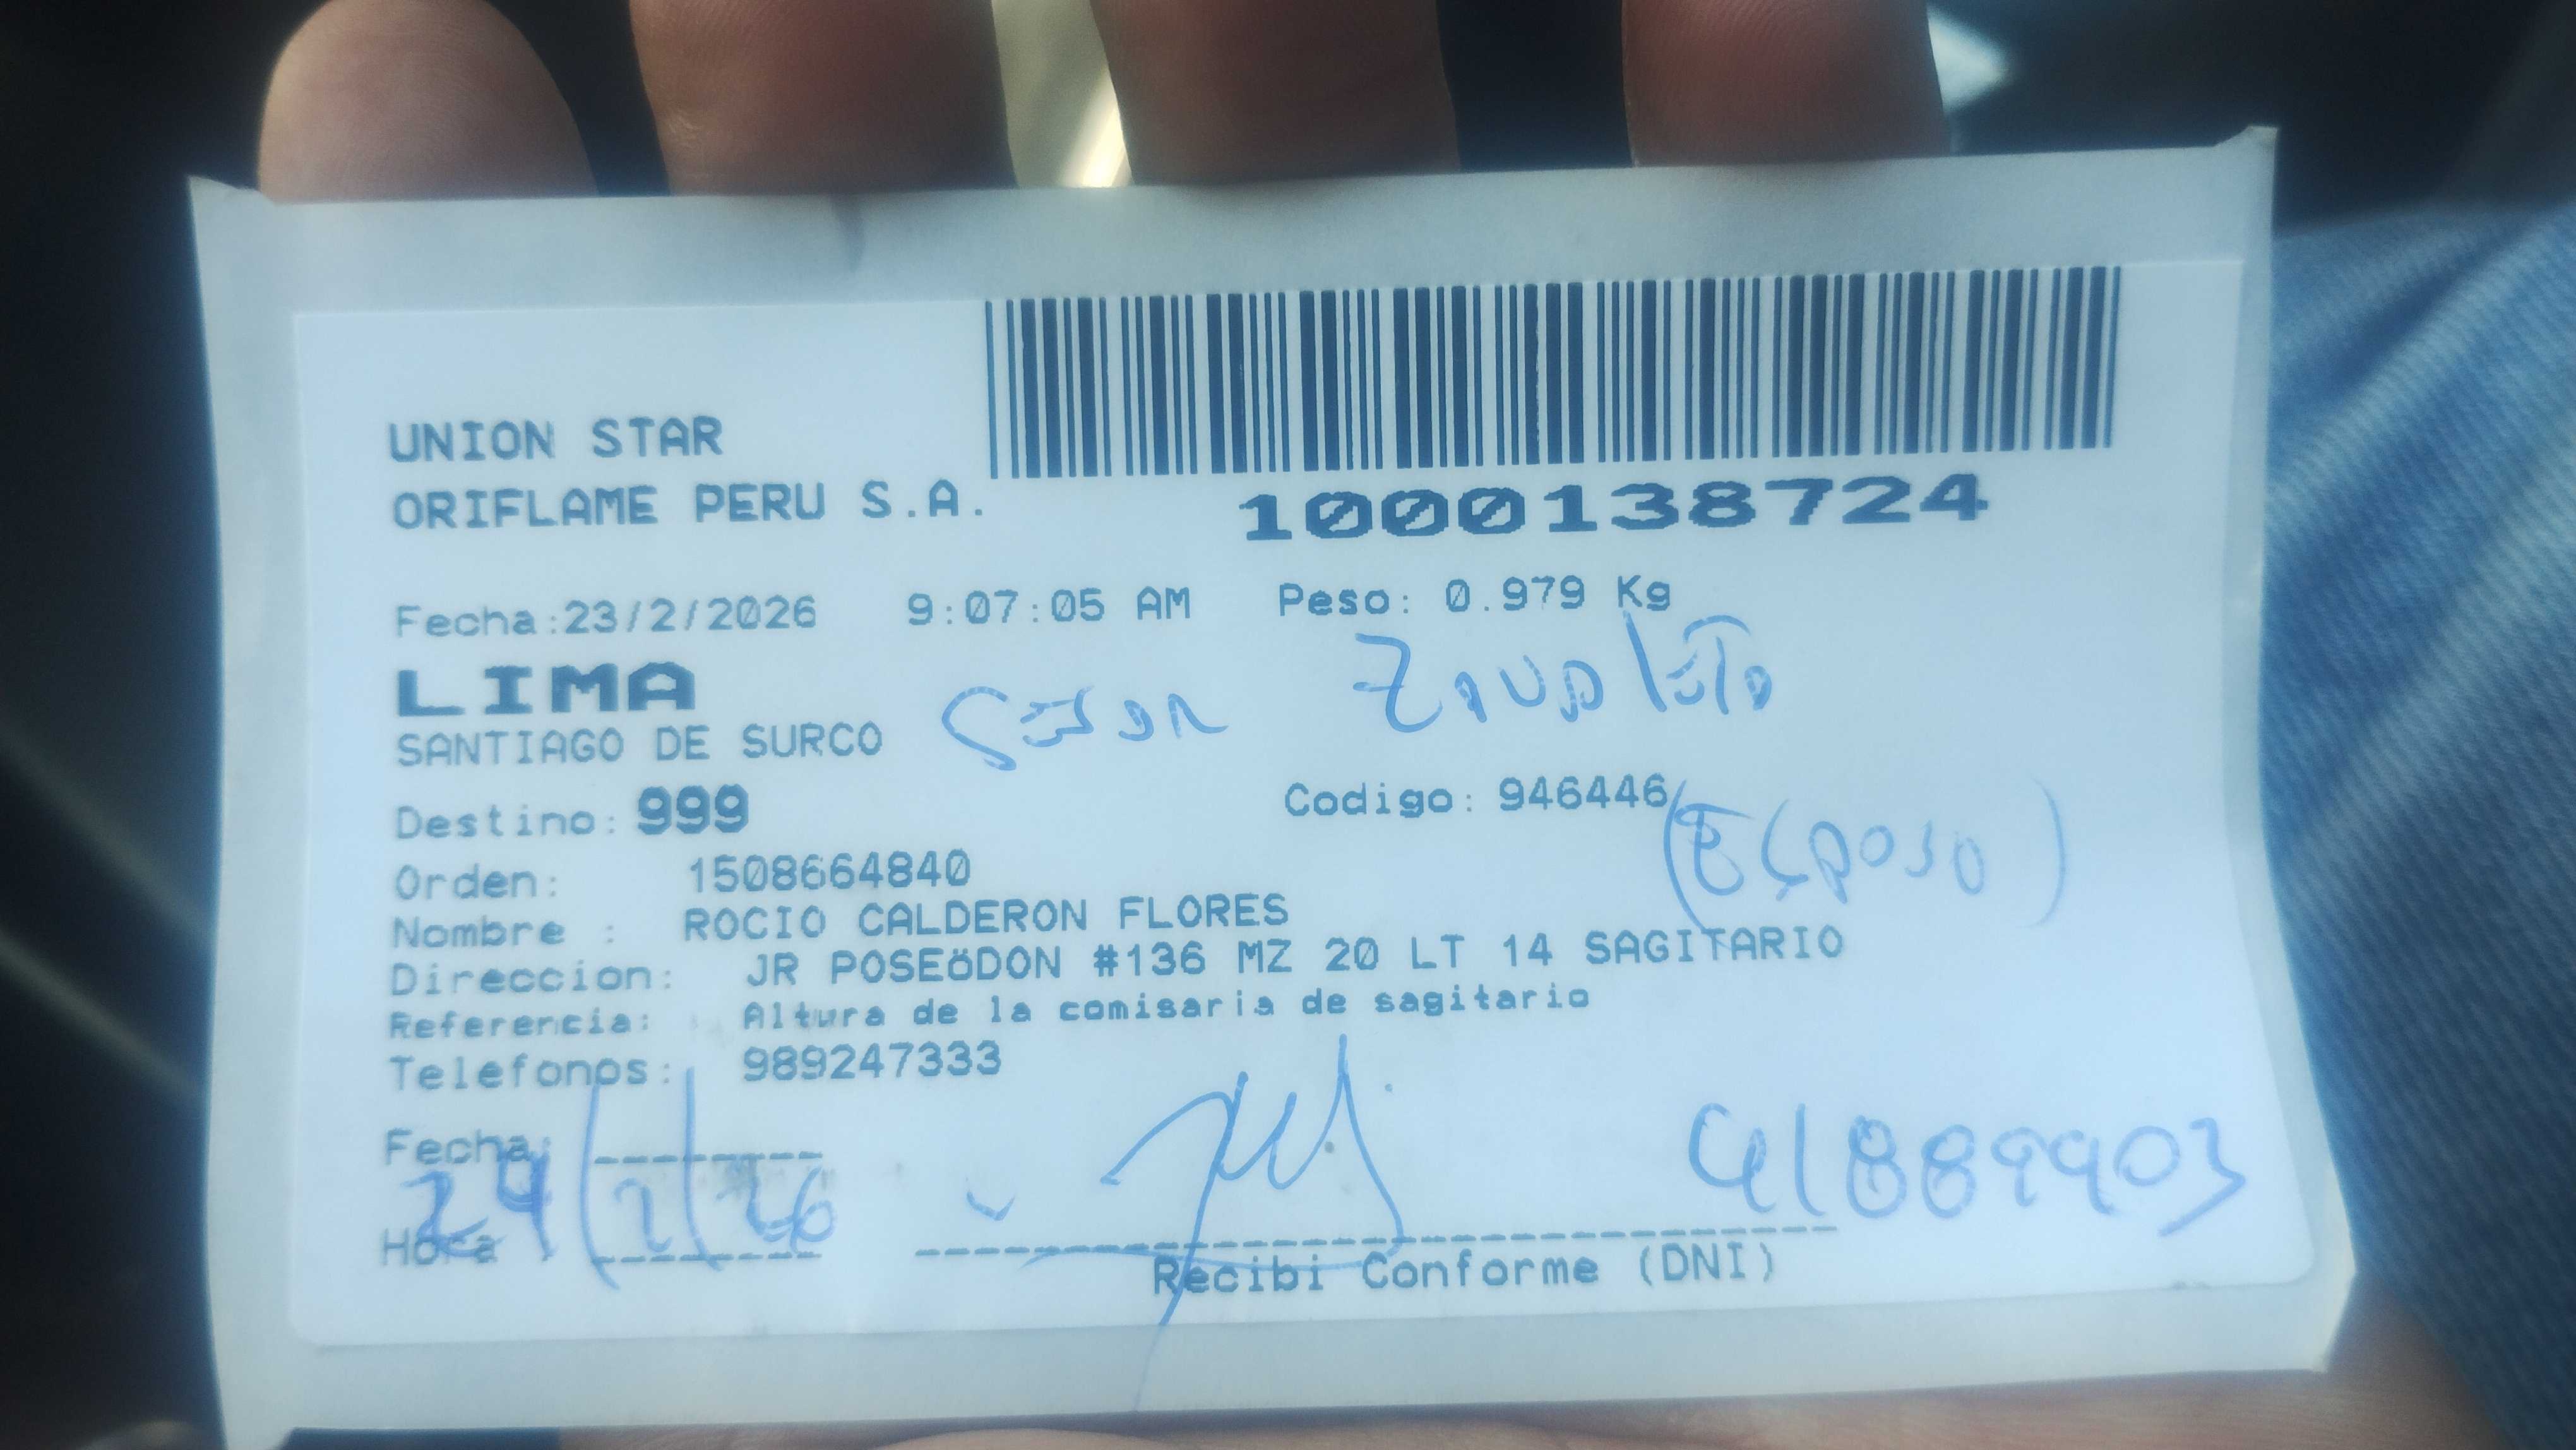 UNION STAR
ORIFLAME PERU S.A.
1000138724
Fecha:23/2/2026 9:07:05 AM Peso: 0.979 Kg
LIMA
SANTIAGO DE SURCO
Destino: 999 Codigo: 946446
(Esposo)
Orden: 1508664840
Nombre : ROCIO CALDERON FLORES
Direccion: JR POSEÖDON #136 MZ 20 LT 14 SAGITARIO
Referencia: Altura de la comisaria de sagitario
Telefonos: 989247333
Fecha:
24/2/26 41889903
Hora
Recibi Conforme (DNI)